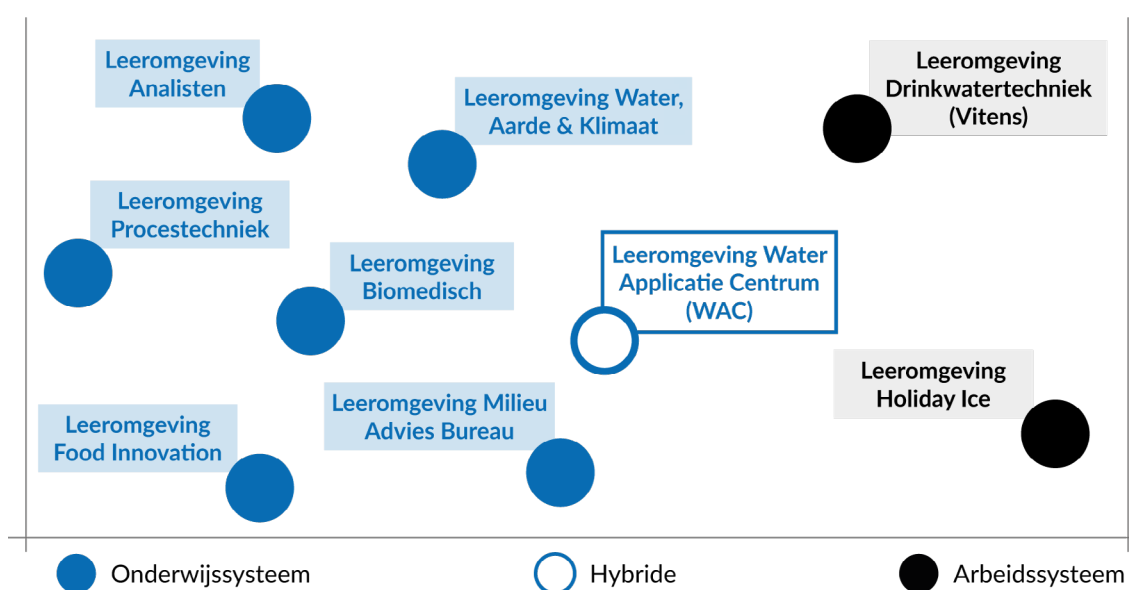 Leeromgeving
Analisten
Leeromgeving Water,
Aarde & Klimaat
Leeromgeving
Drinkwatertechniek
(Vitens)
Leeromgeving
Procestechniek
Leeromgeving
Biomedisch
Leeromgeving Water
Applicatie Centrum
(WAC)
Leeromgeving
Holiday Ice
Leeromgeving Milieu
Advies Bureau
Leeromgeving
Food Innovation
Onderwijssysteem
Hybride
Arbeidssysteem